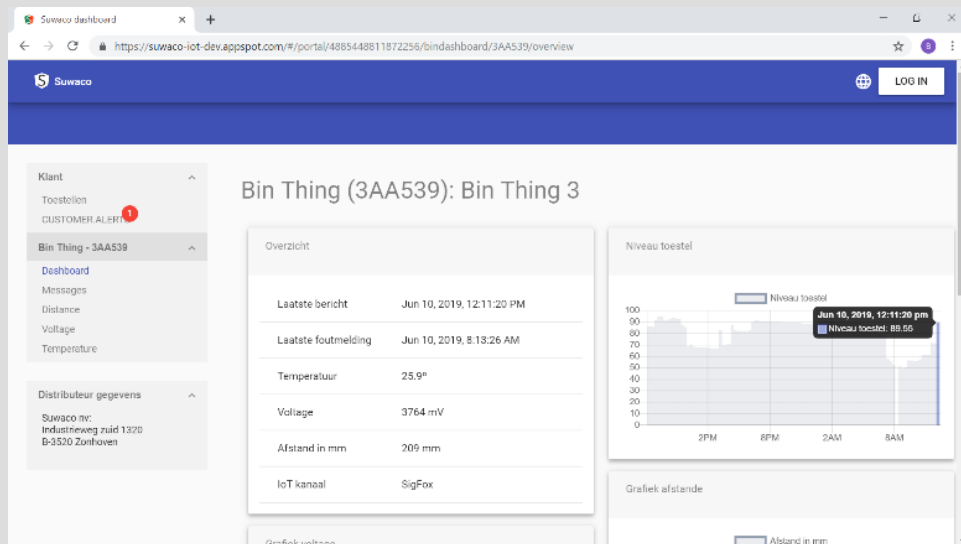 Suwaco dashboard
https://suwaco-iot-dev.appspot.com/#/portal/4885448811872256/bindashboard/3AA539/overview
B
Suwaco
LOG IN
Klant
Toestellen
CUSTOMER.ALERT
1
Bin Thing - 3AA539
Dashboard
Messages
Distance
Voltage
Temperature
Distributeur gegevens
Suwaco nv:
Industrieweg zuid 1320
B-3520 Zonhoven
Bin Thing (3AA539): Bin Thing 3
Overzicht
Laatste bericht Jun 10, 2019, 12:11:20 PM
Laatste foutmelding Jun 10, 2019, 8:13:26 AM
Temperatuur 25.9º
Voltage 3764 mV
Afstand in mm 209 mm
IoT kanaal SigFox
Grafiek voltage
Niveau toestel
Niveau toestel
Jun 10, 2019, 12:11:20 pm
Niveau toestel: 89.55
100
90
80
70
60
50
40
30
20
10
0
2PM 8PM 2AM 8AM
Grafiek afstande
Afstand in mm